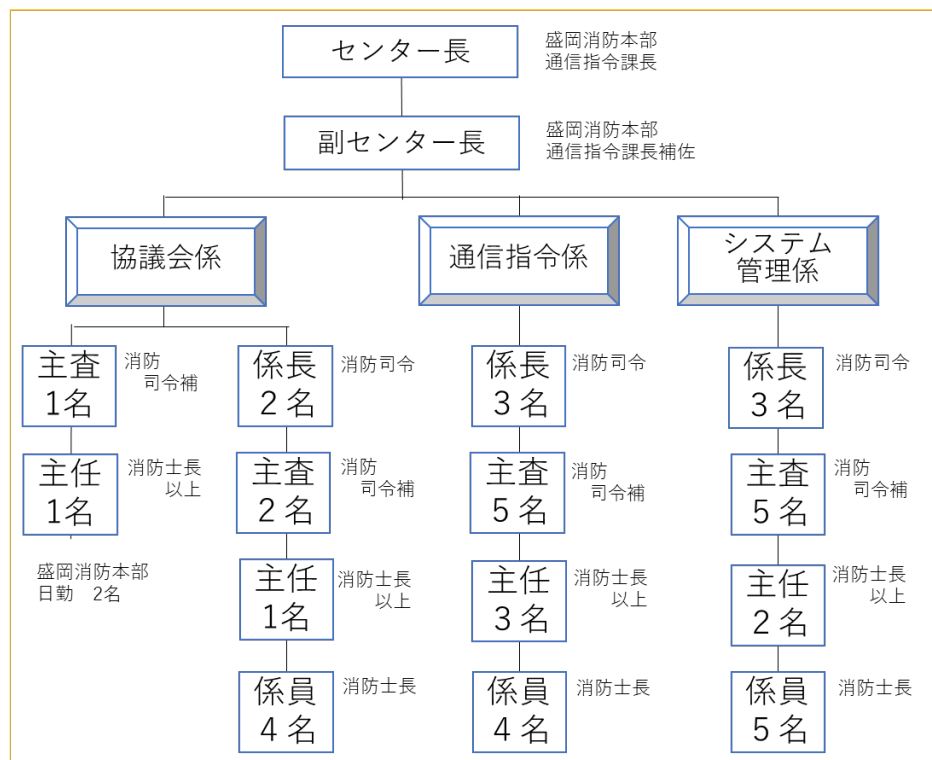 センター長
盛岡消防本部
通信指令課長
副センター長
盛岡消防本部
通信指令課長補佐
協議会係
通信指令係
システム
管理係
主査
1名
消防
司令補
係長
2名
消防司令
係長
3名
消防司令
係長
3名
消防司令
主任
1名
消防士長
以上
主査
2名
消防
司令補
主査
5名
消防
司令補
主査
5名
消防
司令補
盛岡消防本部
日勤 2名
主任
1名
消防士長
以上
主任
3名
消防士長
以上
主任
2名
消防士長
以上
係員
4名
消防士長
係員
4名
消防士長
係員
5名
消防士長